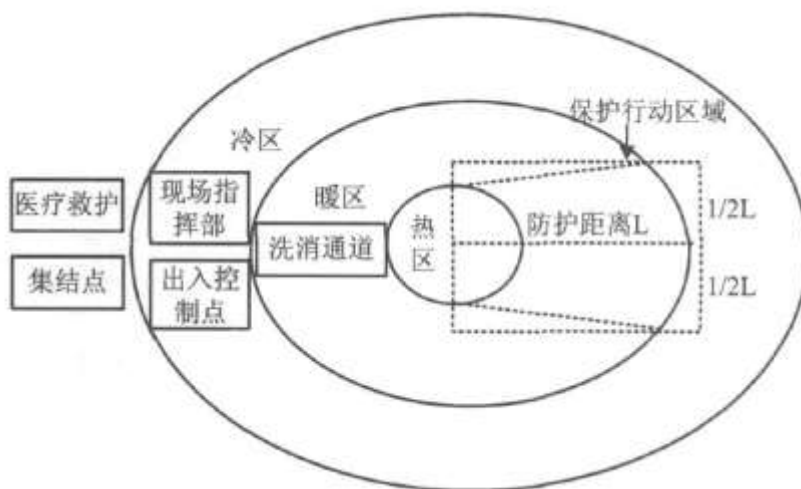 保护行动区域
冷区
医疗救护
现场指
挥部
暖区
热
区
防护距离L
1/2L
洗消通道
集结点
出入控
制点
1/2L